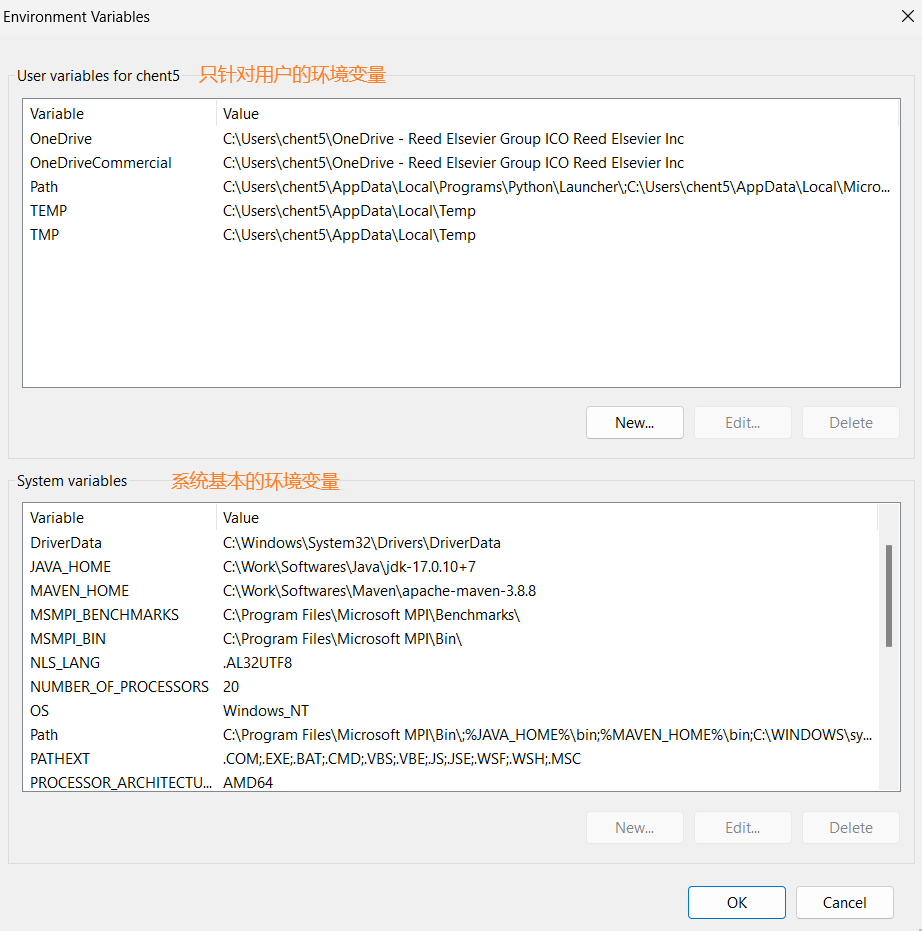 Environment Variables
User variables for chent5 只针对用户的环境变量
Variable Value
OneDrive C:\Users\chent5\OneDrive - Reed Elsevier Group ICO Reed Elsevier Inc
OneDriveCommercial C:\Users\chent5\OneDrive - Reed Elsevier Group ICO Reed Elsevier Inc
Path C:\Users\chent5\AppData\Local\Programs\Python\Launcher\;C:\Users\chent5\AppData\Local\Micro...
TEMP C:\Users\chent5\AppData\Local\Temp
TMP C:\Users\chent5\AppData\Local\Temp
New... Edit... Delete
System variables 系统基本的环境变量
Variable Value
DriverData C:\Windows\System32\Drivers\DriverData
JAVA_HOME C:\Work\Softwares\Java\jdk-17.0.10+7
MAVEN_HOME C:\Work\Softwares\Maven\apache-maven-3.8.8
MSMPI_BENCHMARKS C:\Program Files\Microsoft MPI\Benchmarks\
MSMPI_BIN C:\Program Files\Microsoft MPI\Bin\
NLS_LANG .AL32UTF8
NUMBER_OF_PROCESSORS 20
OS Windows_NT
Path C:\Program Files\Microsoft MPI\Bin\;%JAVA_HOME%\bin;%MAVEN_HOME%\bin;C:\WINDOWS\sy...
PATHEXT .COM;.EXE;.BAT;.CMD;.VBS;.VBE;.JS;.JSE;.WSF;.WSH;.MSC
PROCESSOR_ARCHITECTU... AMD64
New... Edit... Delete
OK Cancel